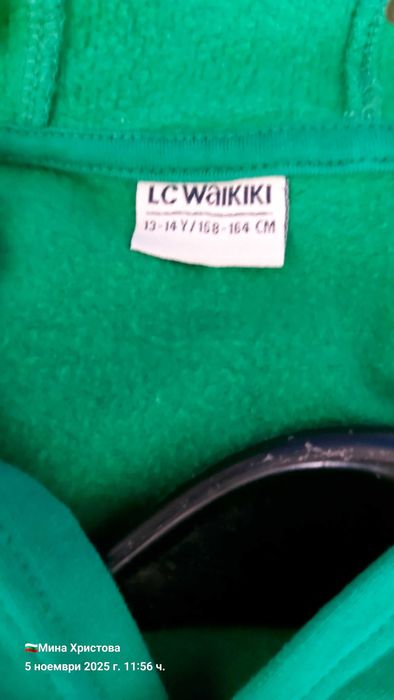 LC WAIKIKI
13-14 Y/158-164 CM
🇧🇬Мина Христова
5 ноември 2025 г. 11:56 ч.